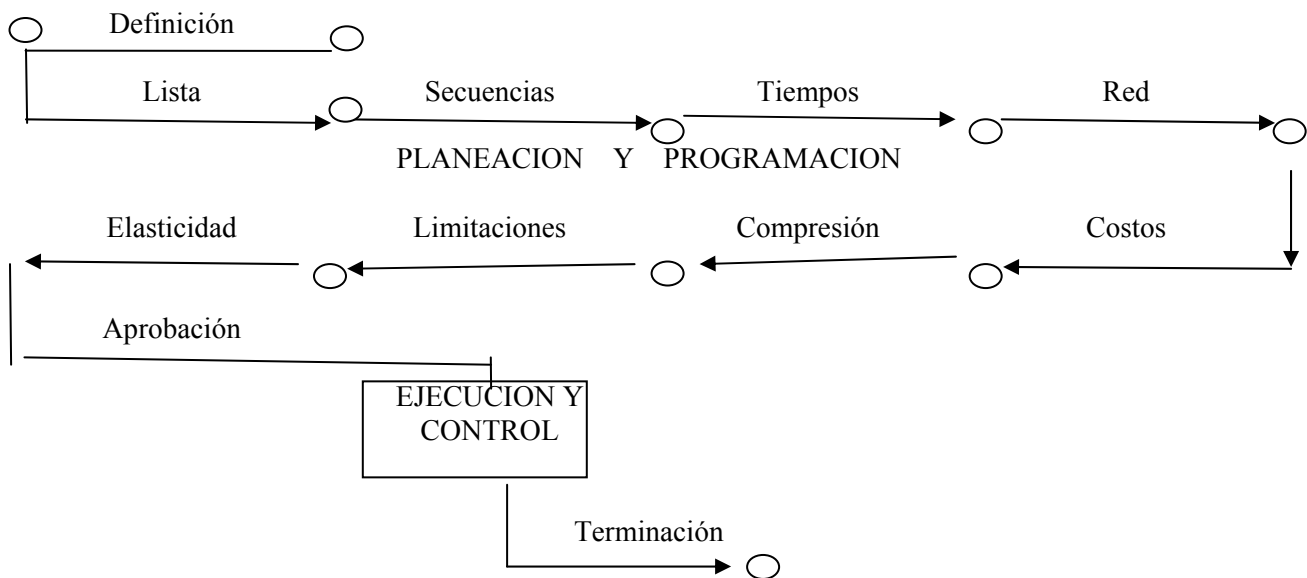 Definición
Lista Secuencias Tiempos Red
PLANEACION Y PROGRAMACION
Elasticidad Limitaciones Compresión Costos
Aprobación
EJECUCION Y
CONTROL
Terminación